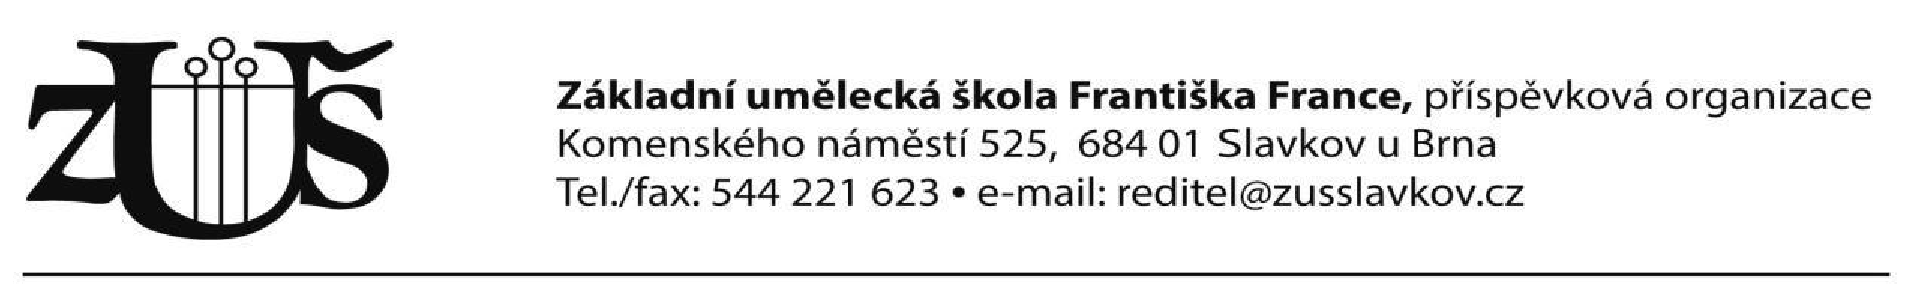 ZUŠ
Základní umělecká škola Františka France, příspěvková organizace
Komenského náměstí 525, 684 01 Slavkov u Brna
Tel./fax: 544 221 623 • e-mail: reditel@zusslavkov.cz